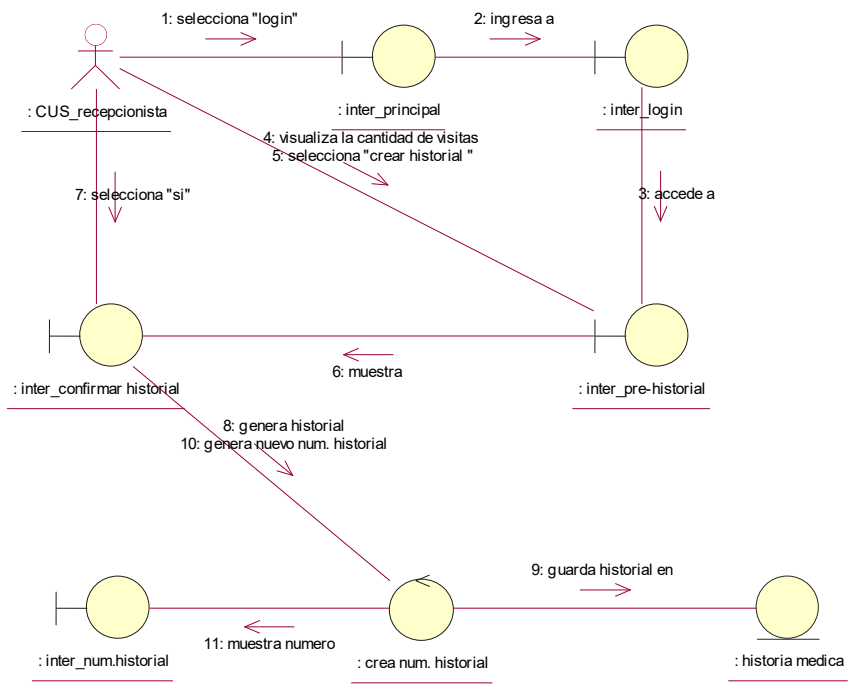 1: selecciona "login"
2: ingresa a
: CUS_recepcionista
: inter_principal
: inter_login
4: visualiza la cantidad de visitas
5: selecciona "crear historial "
7: selecciona "si"
3: accede a
6: muestra
: inter_confirmar historial
: inter_pre-historial
8: genera historial
10: genera nuevo num. historial
9: guarda historial en
11: muestra numero
: inter_num.historial
: crea num. historial
: historia medica